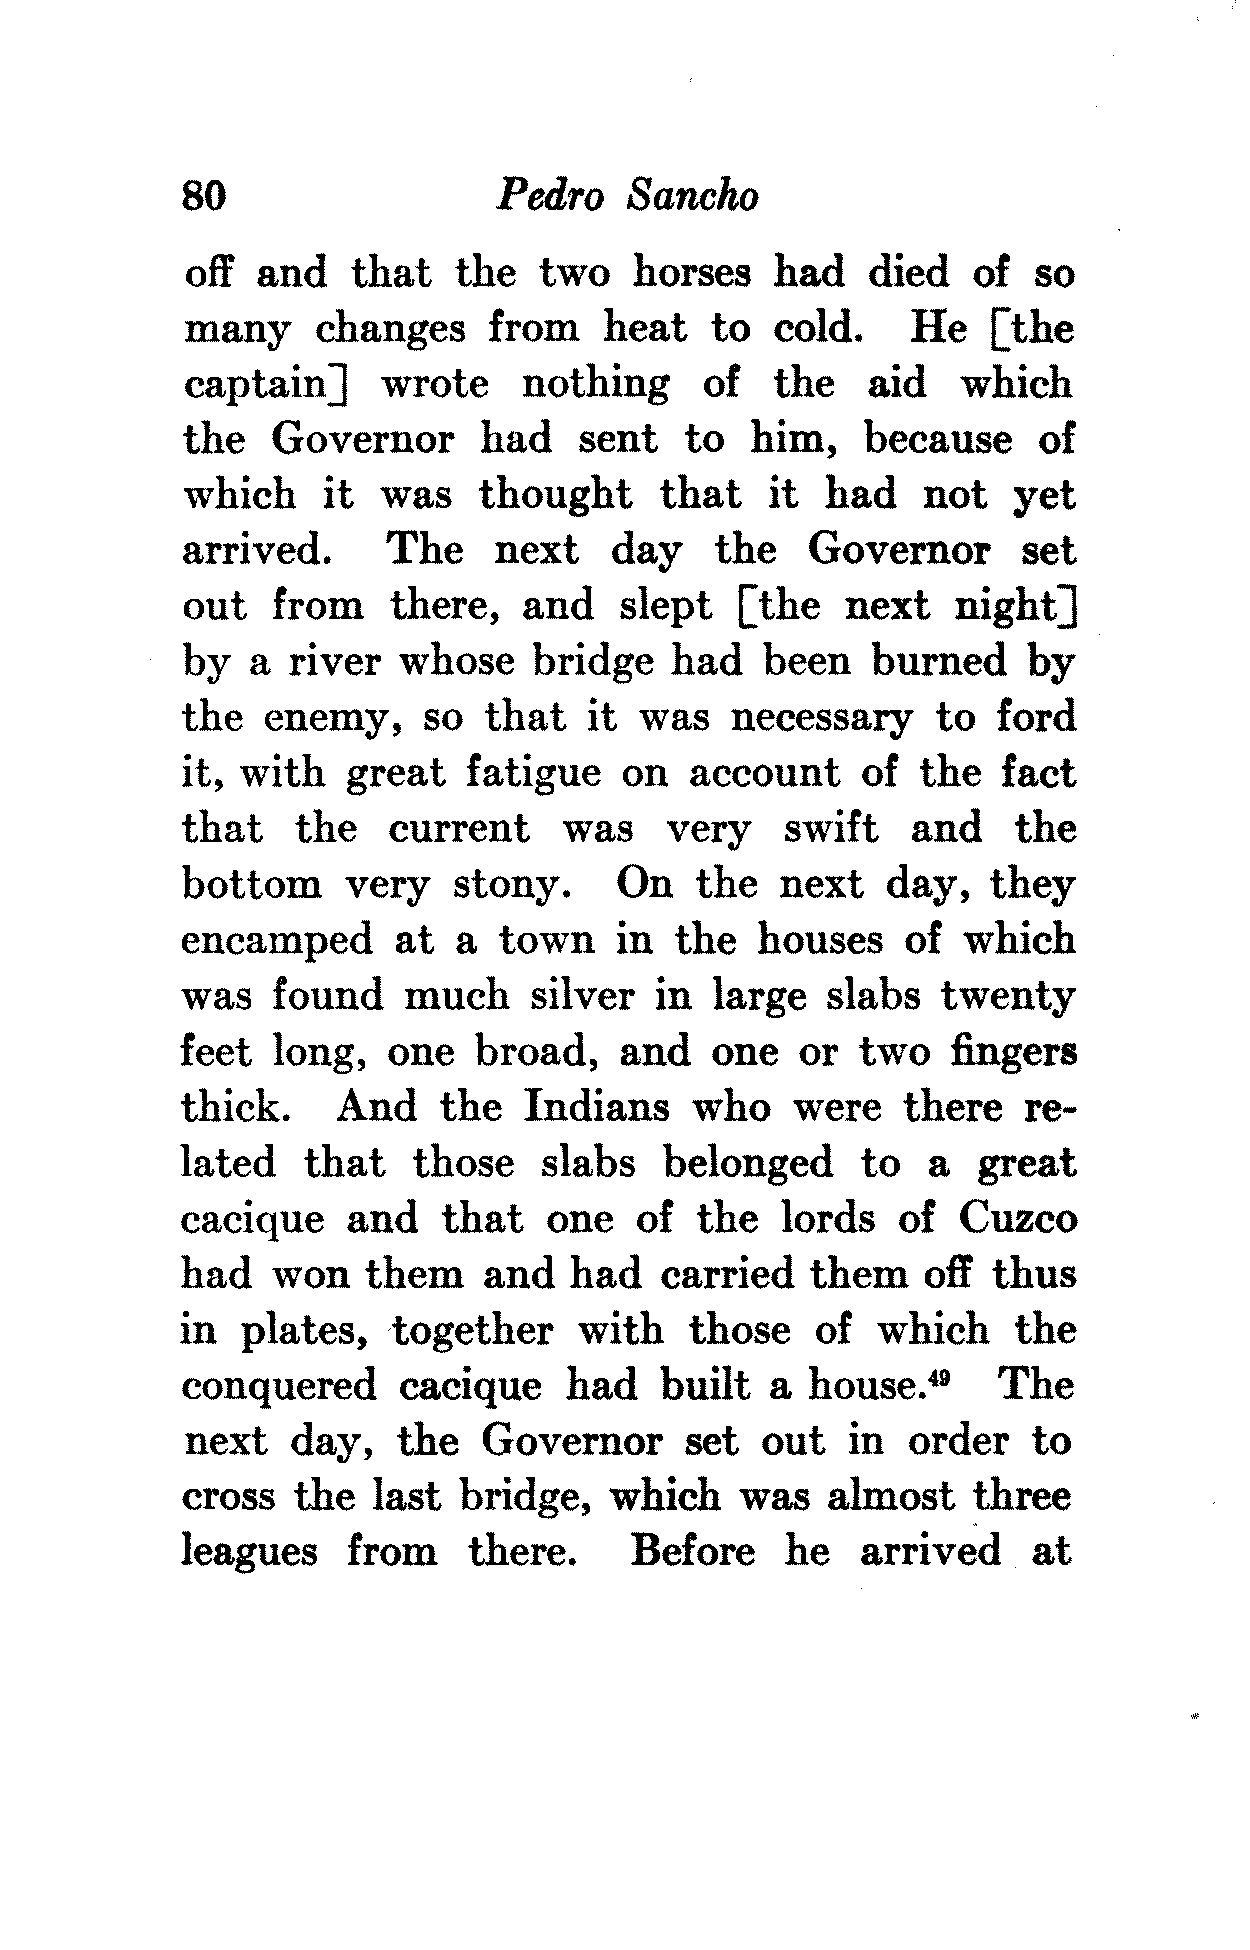 80 Pedro Sancho
off and that the two horses had died of so
many changes from heat to cold. He [the
captain] wrote nothing of the aid which
the Governor had sent to him, because of
which it was thought that it had not yet
arrived. The next day the Governor set
out from there, and slept [the next night]
by a river whose bridge had been burned by
the enemy, so that it was necessary to ford
it, with great fatigue on account of the fact
that the current was very swift and the
bottom very stony. On the next day, they
encamped at a town in the houses of which
was found much silver in large slabs twenty
feet long, one broad, and one or two fingers
thick. And the Indians who were there re-
lated that those slabs belonged to a great
cacique and that one of the lords of Cuzco
had won them and had carried them off thus
in plates, together with those of which the
conquered cacique had built a house.⁴⁹ The
next day, the Governor set out in order to
cross the last bridge, which was almost three
leagues from there. Before he arrived at